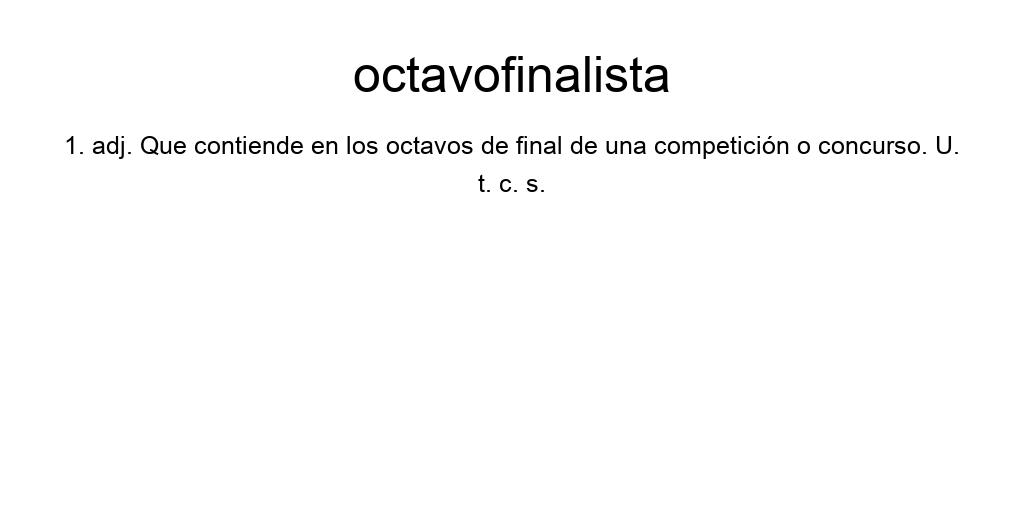 octavofinalista
1. adj. Que contiende en los octavos de final de una competición o concurso. U.
t. c. s.